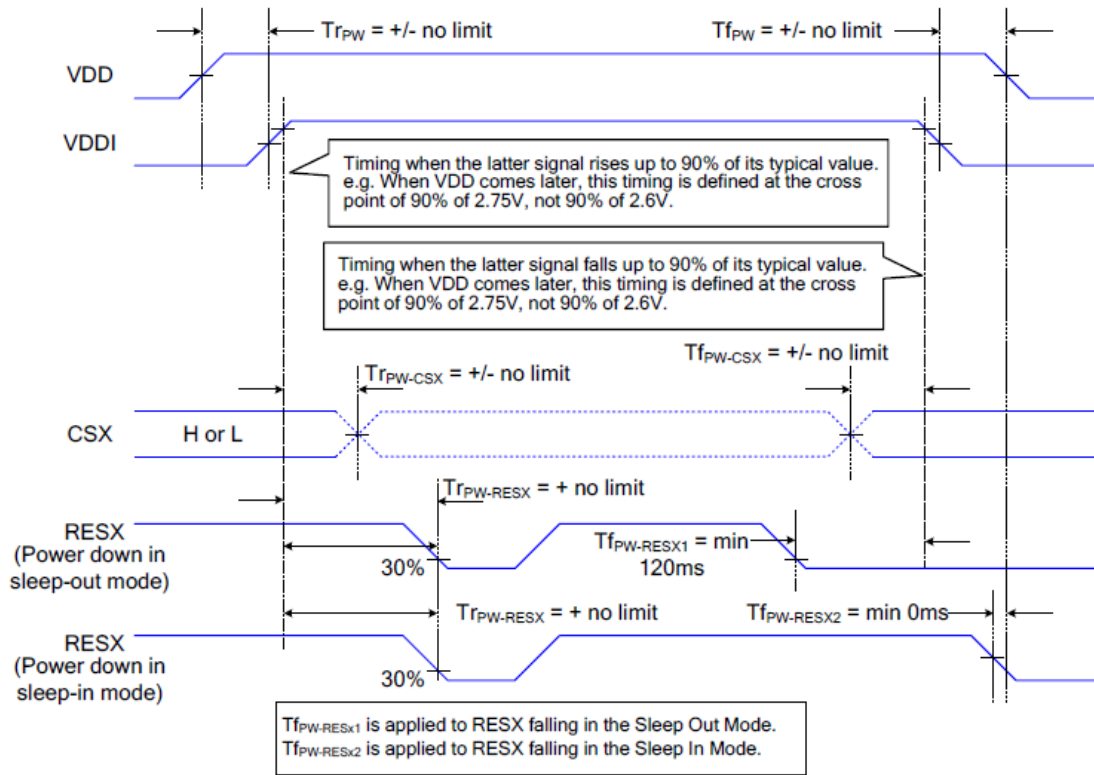 TrPW = +/- no limit
TfPW = +/- no limit
VDD
VDDI
Timing when the latter signal rises up to 90% of its typical value.
e.g. When VDD comes later, this timing is defined at the cross
point of 90% of 2.75V, not 90% of 2.6V.
Timing when the latter signal falls up to 90% of its typical value.
e.g. When VDD comes later, this timing is defined at the cross
point of 90% of 2.75V, not 90% of 2.6V.
TfPW-CSX = +/- no limit
TrPW-CSX = +/- no limit
CSX
H or L
TrPW-RESX = + no limit
RESX
(Power down in
sleep-out mode)
30%
TfPW-RESX1 = min
120ms
TrPW-RESX = + no limit
TfPW-RESX2 = min 0ms
RESX
(Power down in
sleep-in mode)
30%
TfPW-RESx1 is applied to RESX falling in the Sleep Out Mode.
TfPW-RESx2 is applied to RESX falling in the Sleep In Mode.